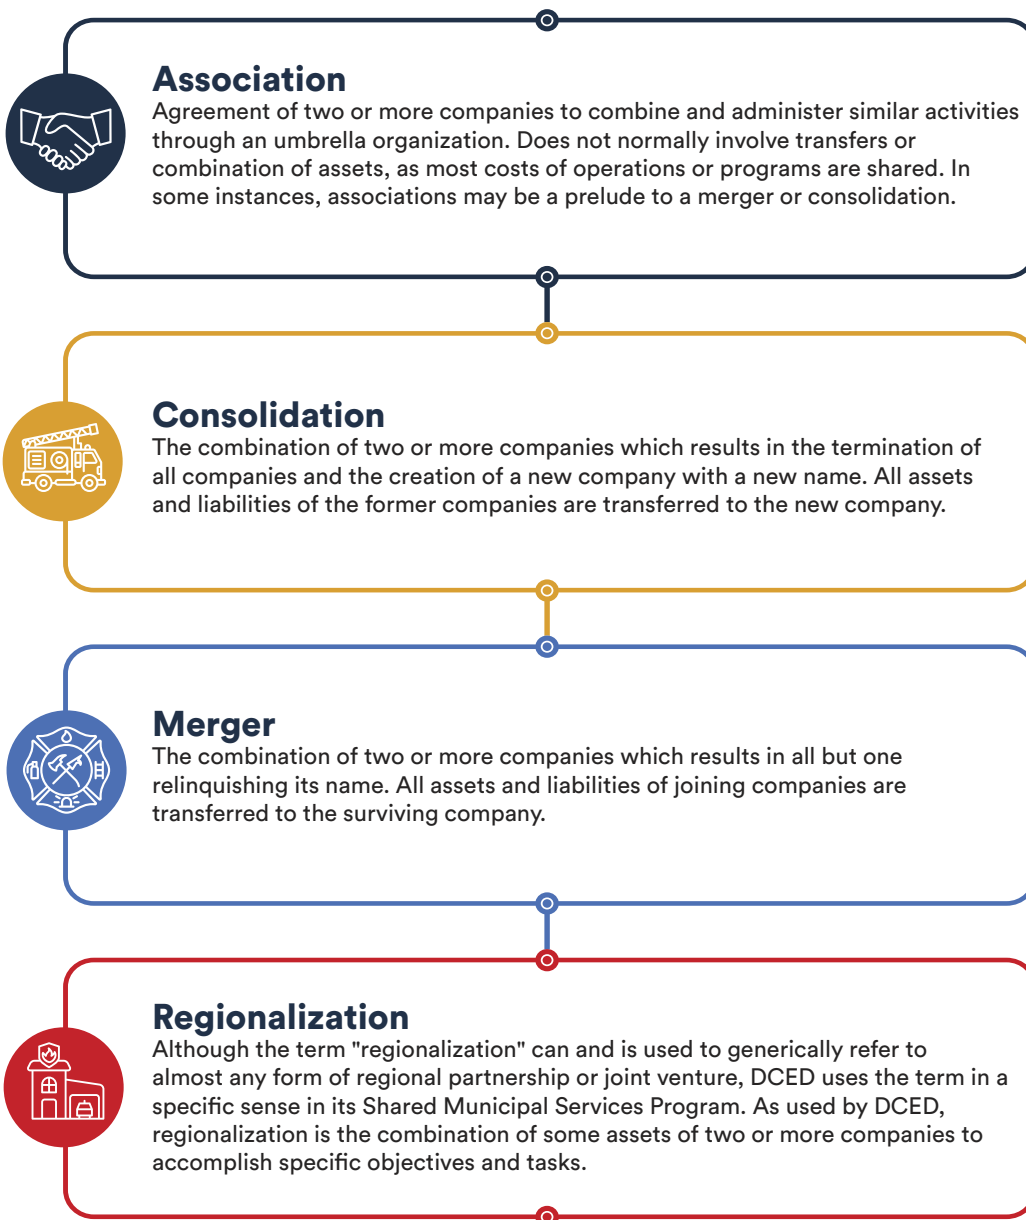 Association
Agreement of two or more companies to combine and administer similar activities
through an umbrella organization. Does not normally involve transfers or
combination of assets, as most costs of operations or programs are shared. In
some instances, associations may be a prelude to a merger or consolidation.
Consolidation
The combination of two or more companies which results in the termination of
all companies and the creation of a new company with a new name. All assets
and liabilities of the former companies are transferred to the new company.
Merger
The combination of two or more companies which results in all but one
relinquishing its name. All assets and liabilities of joining companies are
transferred to the surviving company.
Regionalization
Although the term "regionalization" can and is used to generically refer to
almost any form of regional partnership or joint venture, DCED uses the term in a
specific sense in its Shared Municipal Services Program. As used by DCED,
regionalization is the combination of some assets of two or more companies to
accomplish specific objectives and tasks.